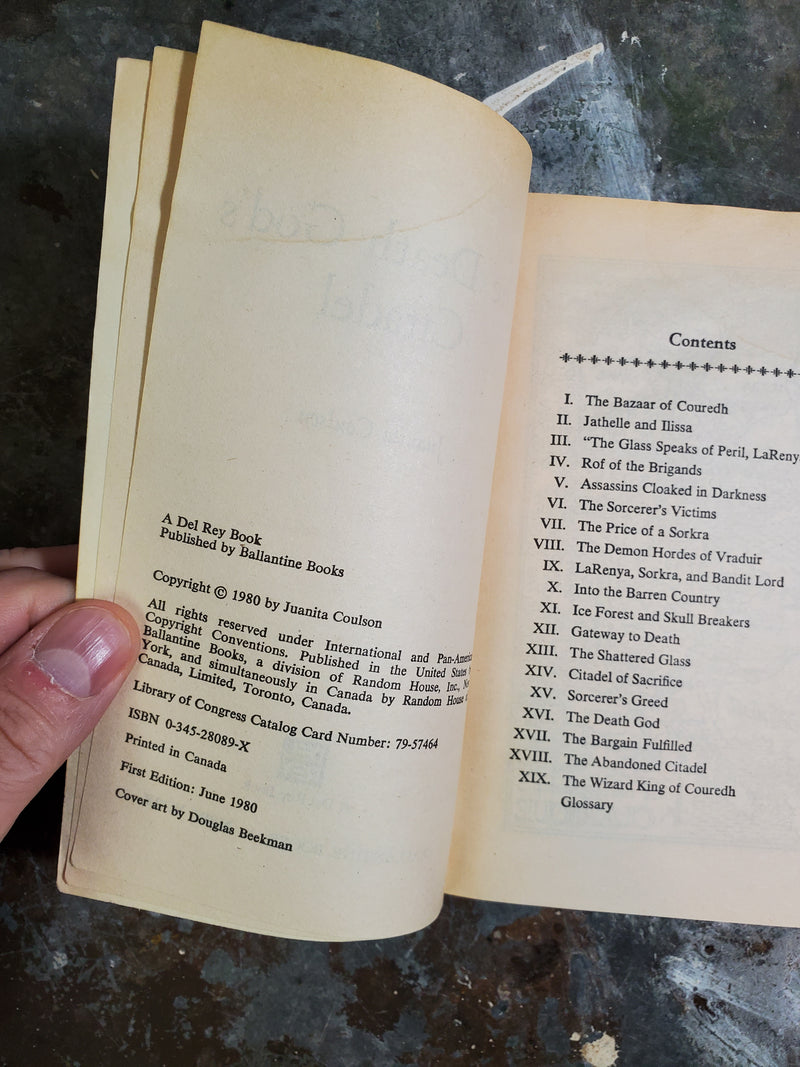 A Del Rey Book
Published by Ballantine Books
Copyright © 1980 by Juanita Coulson
All rights reserved under International and Pan-Americ
Copyright Conventions. Published in the United States
Ballantine Books, a division of Random House, Inc., N
York, and simultaneously in Canada by Random House
Canada, Limited, Toronto, Canada.
Library of Congress Catalog Card Number: 79-57464
ISBN 0-345-28089-X
Printed in Canada
First Edition: June 1980
Cover art by Douglas Beekman
Contents
I. The Bazaar of Couredh
II. Jathelle and Ilissa
III. “The Glass Speaks of Peril, LaReny
IV. Rof of the Brigands
V. Assassins Cloaked in Darkness
VI. The Sorcerer's Victims
VII. The Price of a Sorkra
VIII. The Demon Hordes of Vraduir
IX. LaRenya, Sorkra, and Bandit Lord
X. Into the Barren Country
XI. Ice Forest and Skull Breakers
XII. Gateway to Death
XIII. The Shattered Glass
XIV. Citadel of Sacrifice
XV. Sorcerer's Greed
XVI. The Death God
XVII. The Bargain Fulfilled
XVIII. The Abandoned Citadel
XIX. The Wizard King of Couredh
Glossary